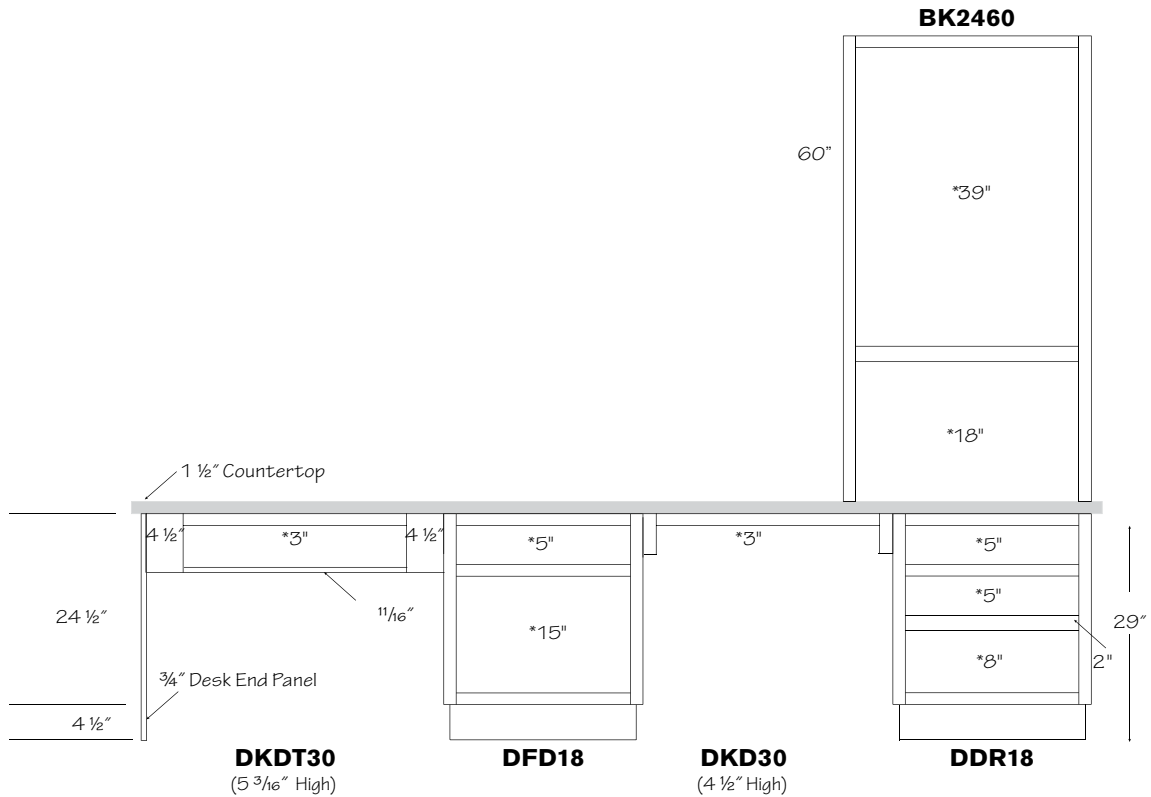 BK2460
60”
*39"
*18"
1 ½″ Countertop
4 ½″
*3"
4 ½″
*5"
*3"
*5"
*5"
24 ½″
11/16″
*15"
29″
*8"
2"
¾″ Desk End Panel
4 ½″
DKDT30
(5 3/16″ High)
DFD18
DKD30
(4 ½″ High)
DDR18